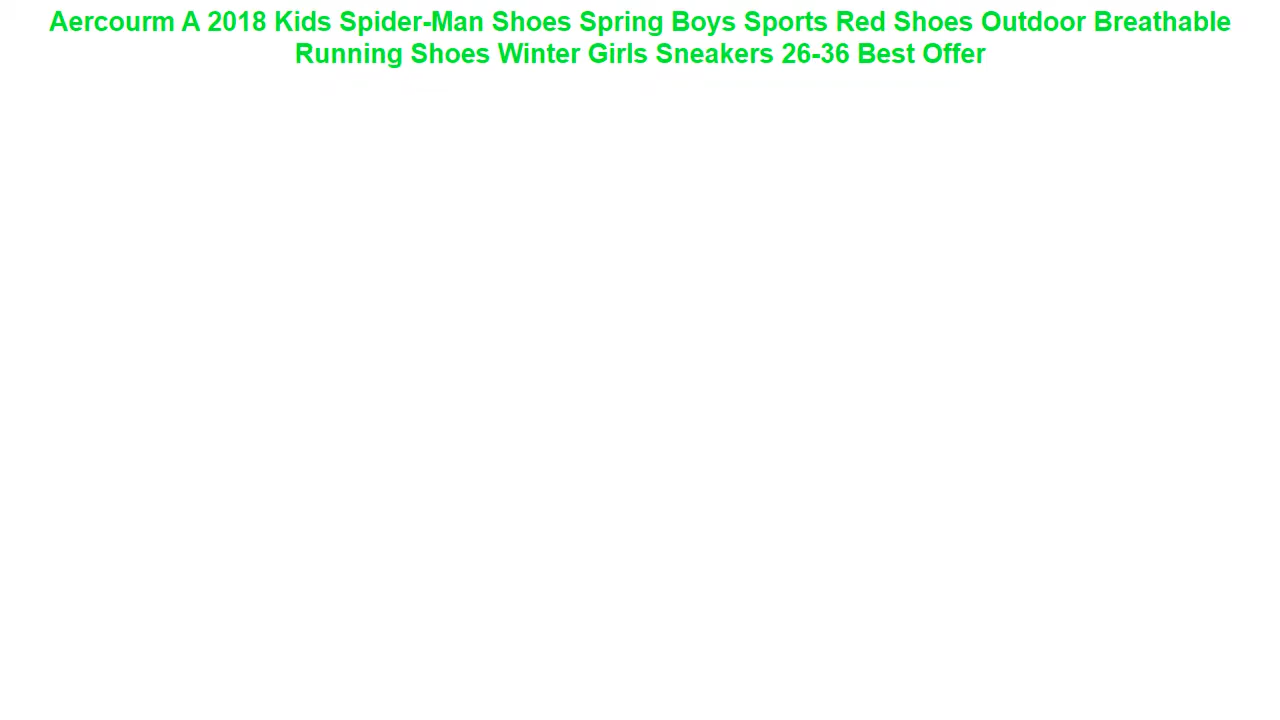 Aercourm A 2018 Kids Spider-Man Shoes Spring Boys Sports Red Shoes Outdoor Breathable
Running Shoes Winter Girls Sneakers 26-36 Best Offer